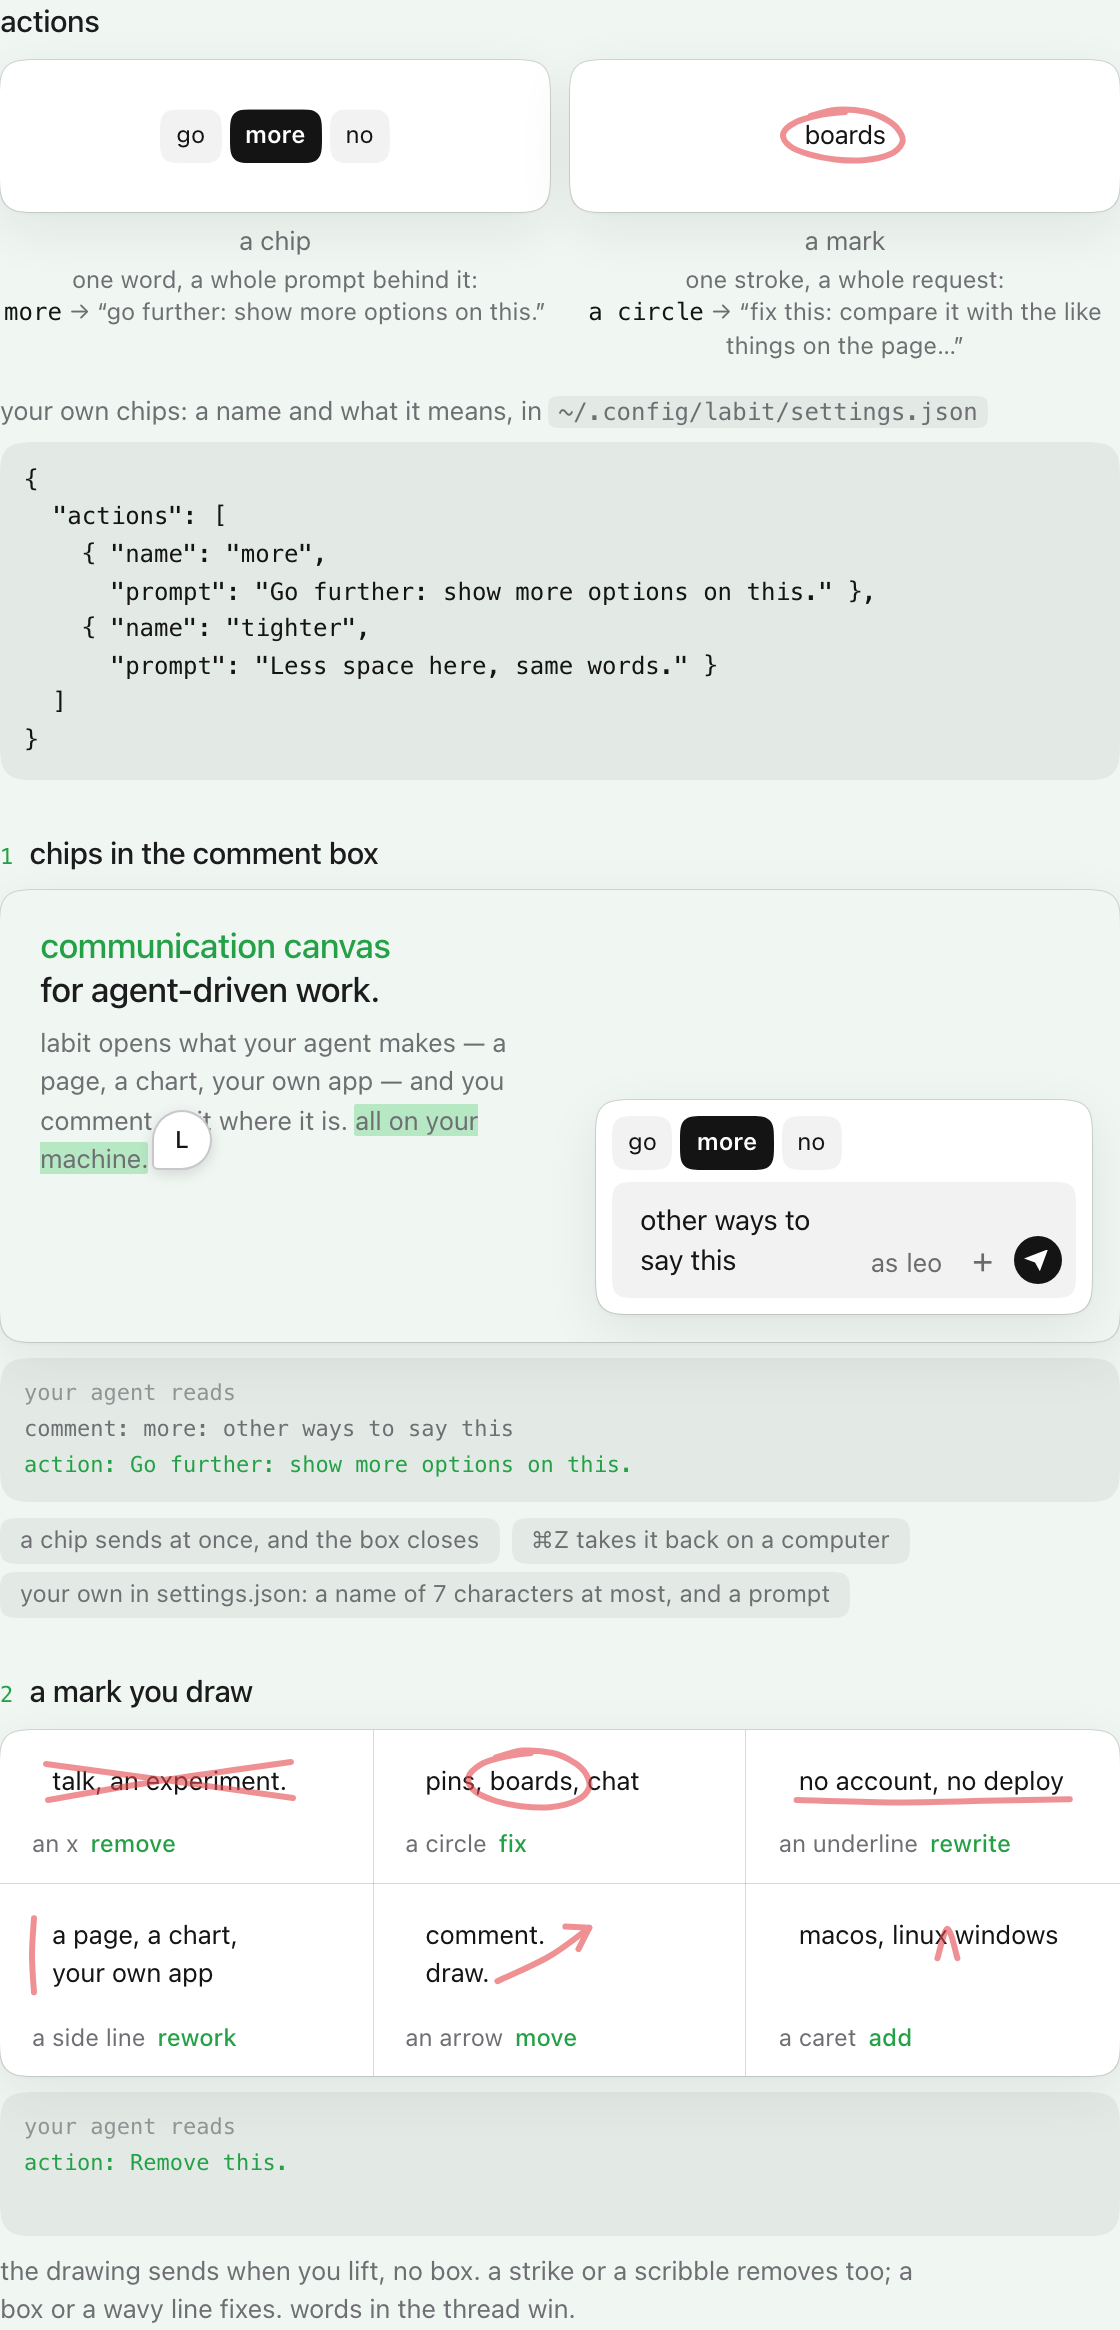 actions
go more no
boards
a chip
one word, a whole prompt behind it:
more → “go further: show more options on this.”
a mark
one stroke, a whole request:
a circle → “fix this: compare it with the like
things on the page…”
your own chips: a name and what it means, in ~/.config/labit/settings.json
{
  "actions": [
    { "name": "more",
      "prompt": "Go further: show more options on this." },
    { "name": "tighter",
      "prompt": "Less space here, same words." }
  ]
}
1 chips in the comment box
communication canvas
for agent-driven work.
labit opens what your agent makes — a
page, a chart, your own app — and you
comment it where it is. all on your
machine.
L
go more no
other ways to
say this
as leo +
your agent reads
comment: more: other ways to say this
action: Go further: show more options on this.
a chip sends at once, and the box closes
⌘Z takes it back on a computer
your own in settings.json: a name of 7 characters at most, and a prompt
2 a mark you draw
talk, an experiment.
an x remove
pins, boards, chat
a circle fix
no account, no deploy
an underline rewrite
a page, a chart,
your own app
a side line rework
comment.
draw.
an arrow move
macos, linux windows
a caret add
your agent reads
action: Remove this.
the drawing sends when you lift, no box. a strike or a scribble removes too; a
box or a wavy line fixes. words in the thread win.